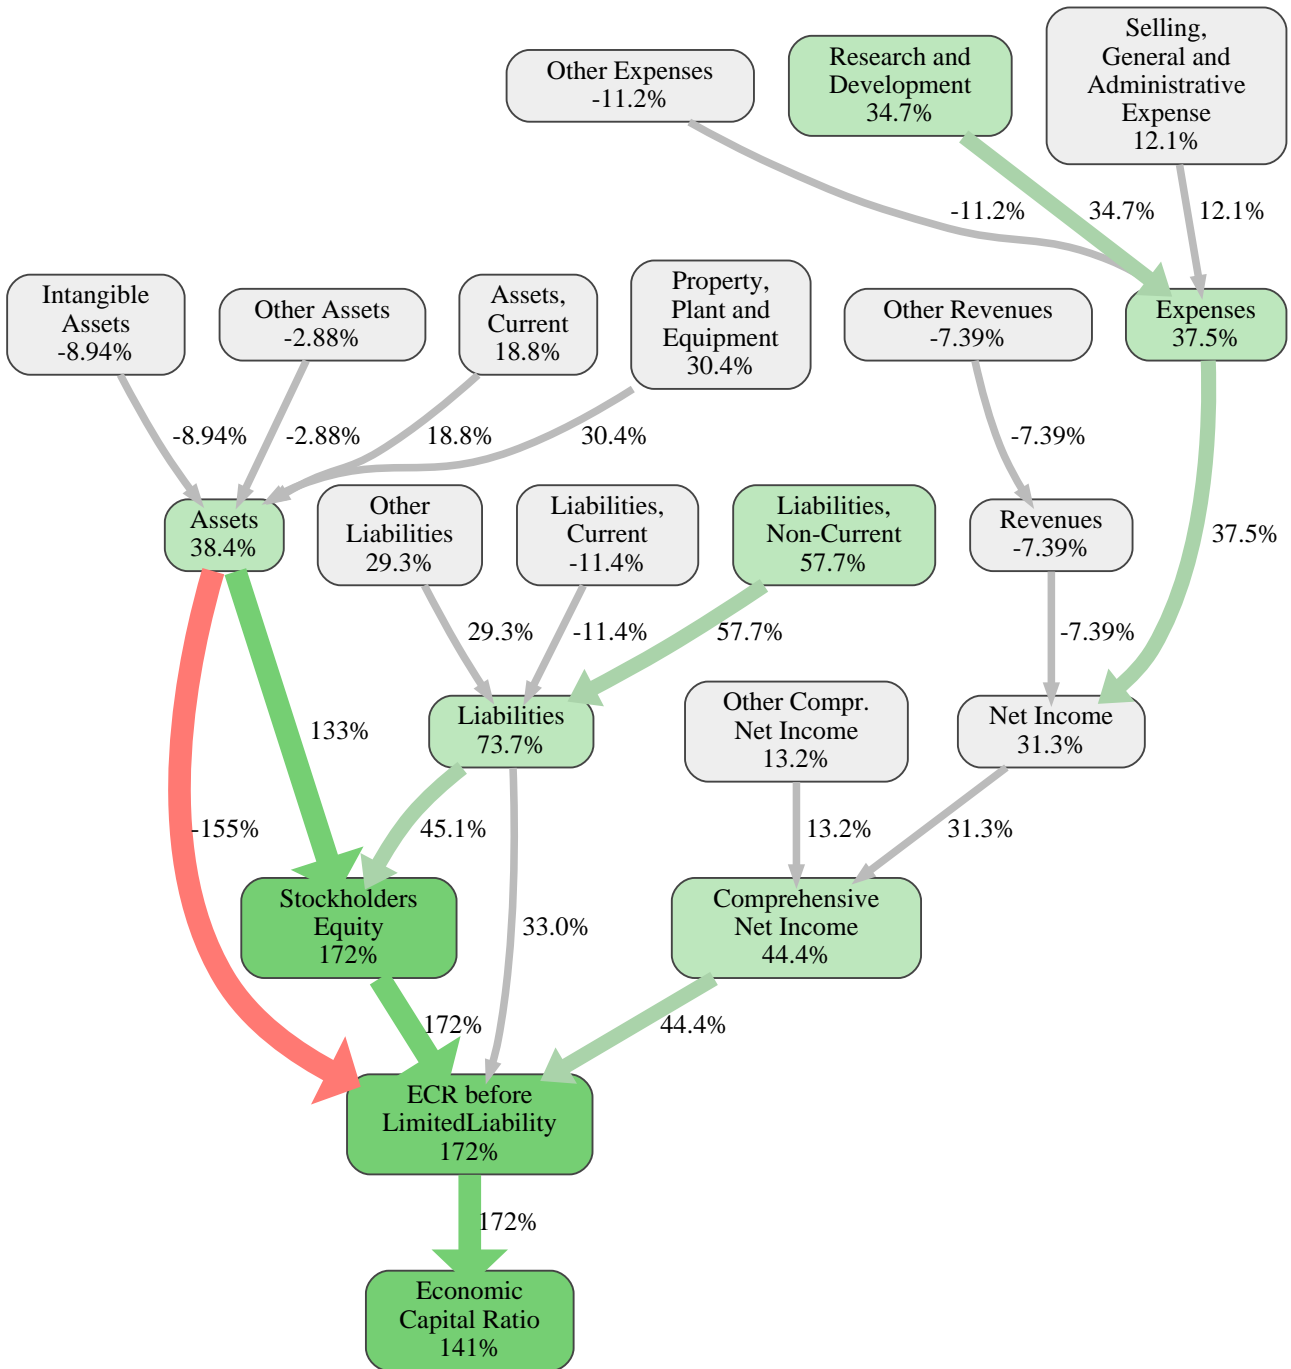 Selling,
General and
Administrative
Expense
12.1%
Research and
Development
34.7%
Other Expenses
-11.2%
-11.2%
34.7%
12.1%
Intangible
Assets
-8.94%
Other Assets
-2.88%
Assets,
Current
18.8%
Property,
Plant and
Equipment
30.4%
Other Revenues
-7.39%
Expenses
37.5%
-8.94%
-2.88%
18.8%
30.4%
-7.39%
Assets
38.4%
Other
Liabilities
29.3%
Liabilities,
Current
-11.4%
Liabilities,
Non-Current
57.7%
Revenues
-7.39%
37.5%
29.3%
-11.4%
57.7%
-7.39%
133%
Liabilities
73.7%
Other Compr.
Net Income
13.2%
Net Income
31.3%
-155%
45.1%
13.2%
31.3%
Stockholders
Equity
172%
33.0%
Comprehensive
Net Income
44.4%
172%
44.4%
ECR before
LimitedLiability
172%
172%
Economic
Capital Ratio
141%